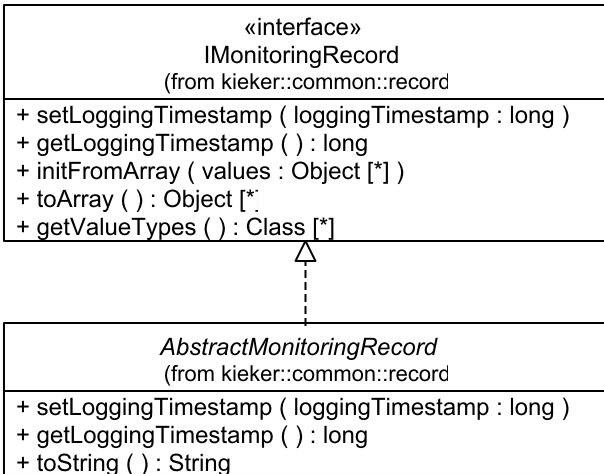 «interface»
IMonitoringRecord
(from kieker::common::record
+ setLoggingTimestamp ( loggingTimestamp : long )
+ getLoggingTimestamp ( ) : long
+ initFromArray ( values : Object [*] )
+ toArray ( ) : Object [*]
+ getValueTypes ( ) : Class [*]
AbstractMonitoringRecord
(from kieker::common::record
+ setLoggingTimestamp ( loggingTimestamp : long )
+ getLoggingTimestamp ( ) : long
+ toString ( ) : String